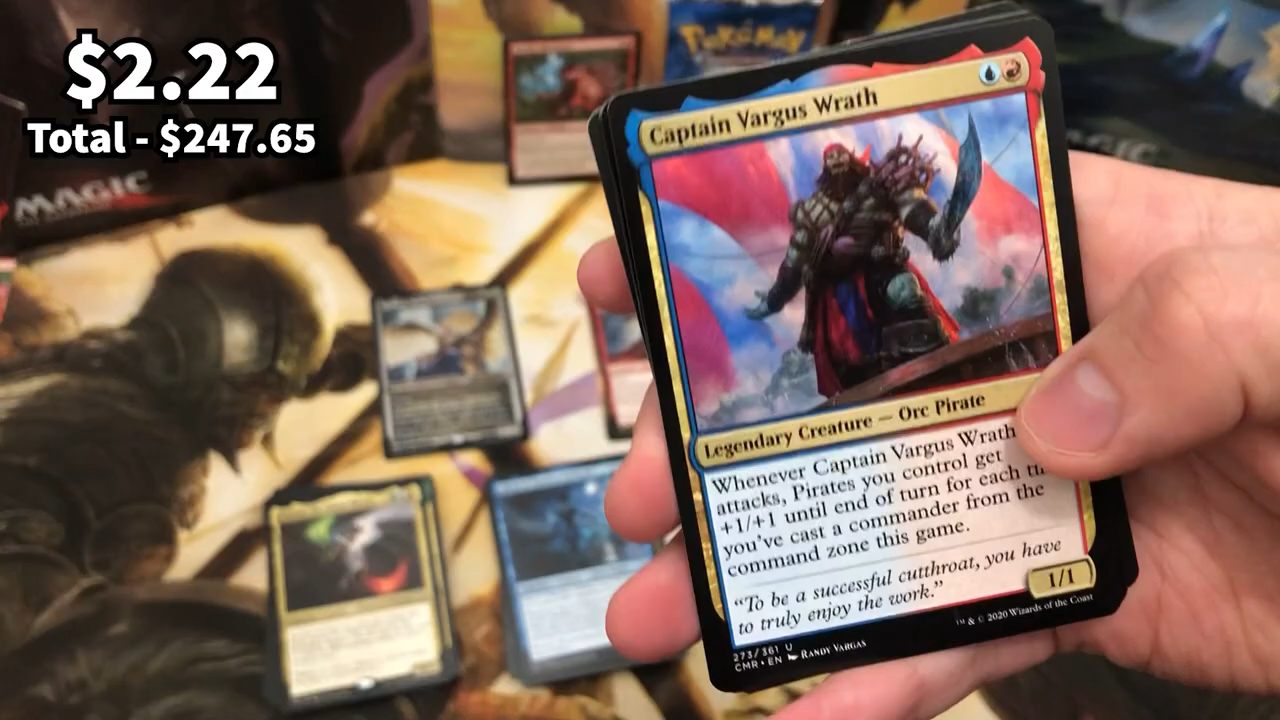 $2.22
Total - $247.65
MAGIC
Pokémon
Captain Vargus Wrath
Legendary Creature — Orc Pirate
Whenever Captain Vargus Wrath
attacks, Pirates you control get
+1/+1 until end of turn for each
you've cast a commander from the
command zone this game.
"To be a successful cutthroat, you have
to truly enjoy the work."
1/1
273/361 U
CMR • EN RANDY VARGAS
™ & © 2020 Wizards of the Coast